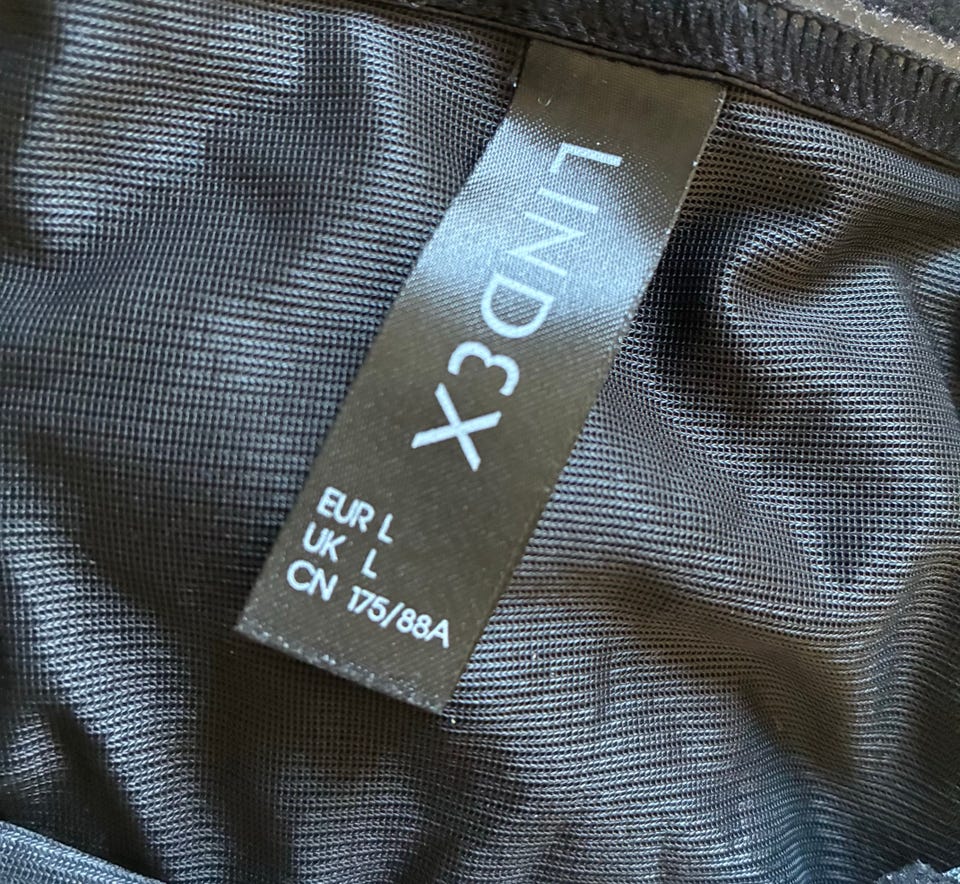 LINDEX
EUR L
UK L
CN 175/88A